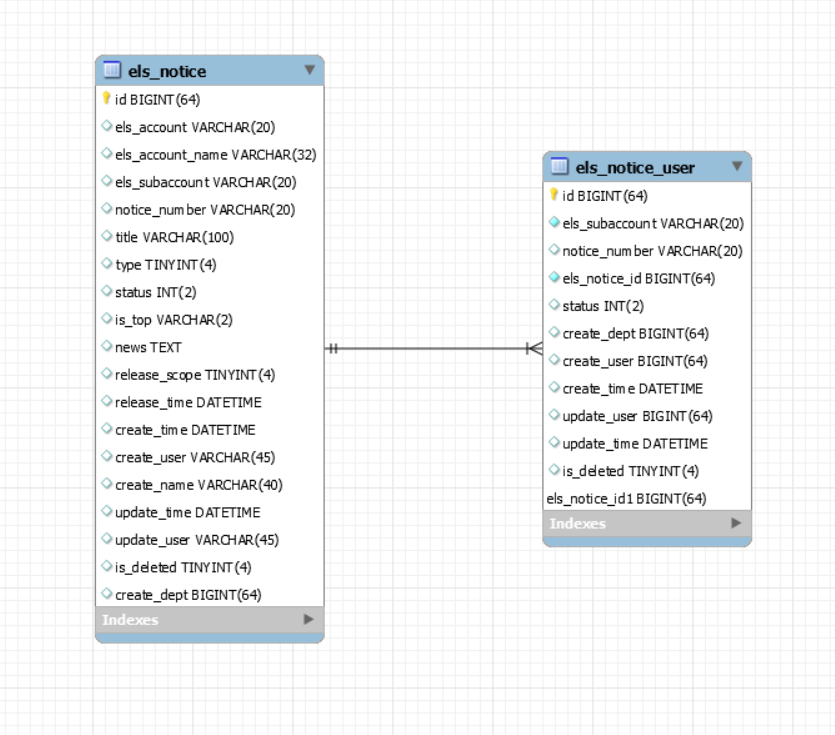 els_notice
id BIGINT(64)
els_account VARCHAR(20)
els_account_name VARCHAR(32)
els_subaccount VARCHAR(20)
notice_number VARCHAR(20)
title VARCHAR(100)
type TINYINT(4)
status INT(2)
is_top VARCHAR(2)
news TEXT
release_scope TINYINT(4)
release_time DATETIME
create_time DATETIME
create_user VARCHAR(45)
create_name VARCHAR(40)
update_time DATETIME
update_user VARCHAR(45)
is_deleted TINYINT(4)
create_dept BIGINT(64)
Indexes
els_notice_user
id BIGINT(64)
els_subaccount VARCHAR(20)
notice_number VARCHAR(20)
els_notice_id BIGINT(64)
status INT(2)
create_dept BIGINT(64)
create_user BIGINT(64)
create_time DATETIME
update_user BIGINT(64)
update_time DATETIME
is_deleted TINYINT(4)
els_notice_id1 BIGINT(64)
Indexes